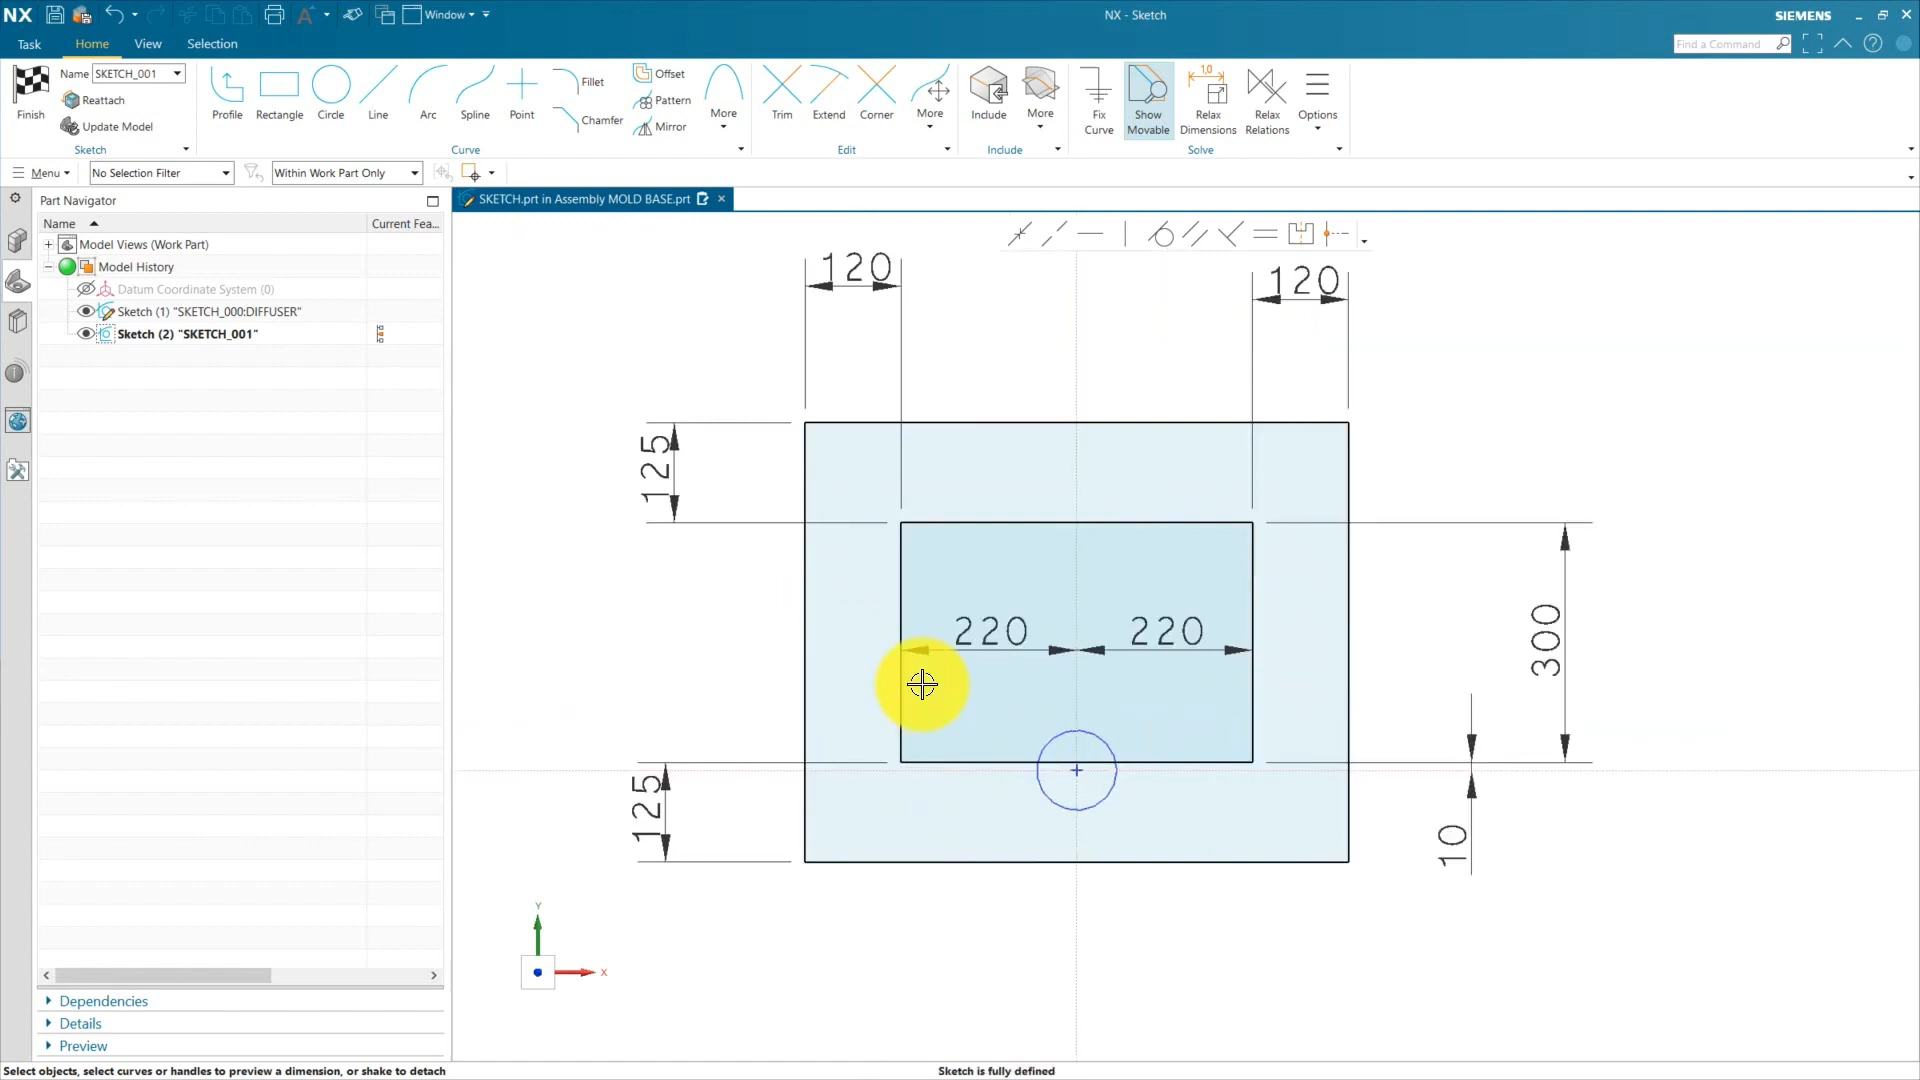 NX
Window
NX - Sketch
SIEMENS
Task
Home
View
Selection
Find a Command
Finish
Name SKETCH_001
Reattach
Update Model
Sketch
Profile
Rectangle
Circle
Line
Arc
Spline
Point
Fillet
Chamfer
Offset
Pattern
Mirror
More
Curve
Trim
Extend
Corner
More
Edit
Include
More
Include
Fix
Curve
Show
Movable
1,0
Relax
Dimensions
Relax
Relations
Options
Solve
Menu
No Selection Filter
Within Work Part Only
Part Navigator
SKETCH.prt in Assembly MOLD BASE.prt
Name
Current Fea...
Model Views (Work Part)
Model History
Datum Coordinate System (0)
Sketch (1) "SKETCH_000:DIFFUSER"
Sketch (2) "SKETCH_001"
120
120
125
220
220
300
125
10
Y
X
Dependencies
Details
Preview
Select objects, select curves or handles to preview a dimension, or shake to detach
Sketch is fully defined